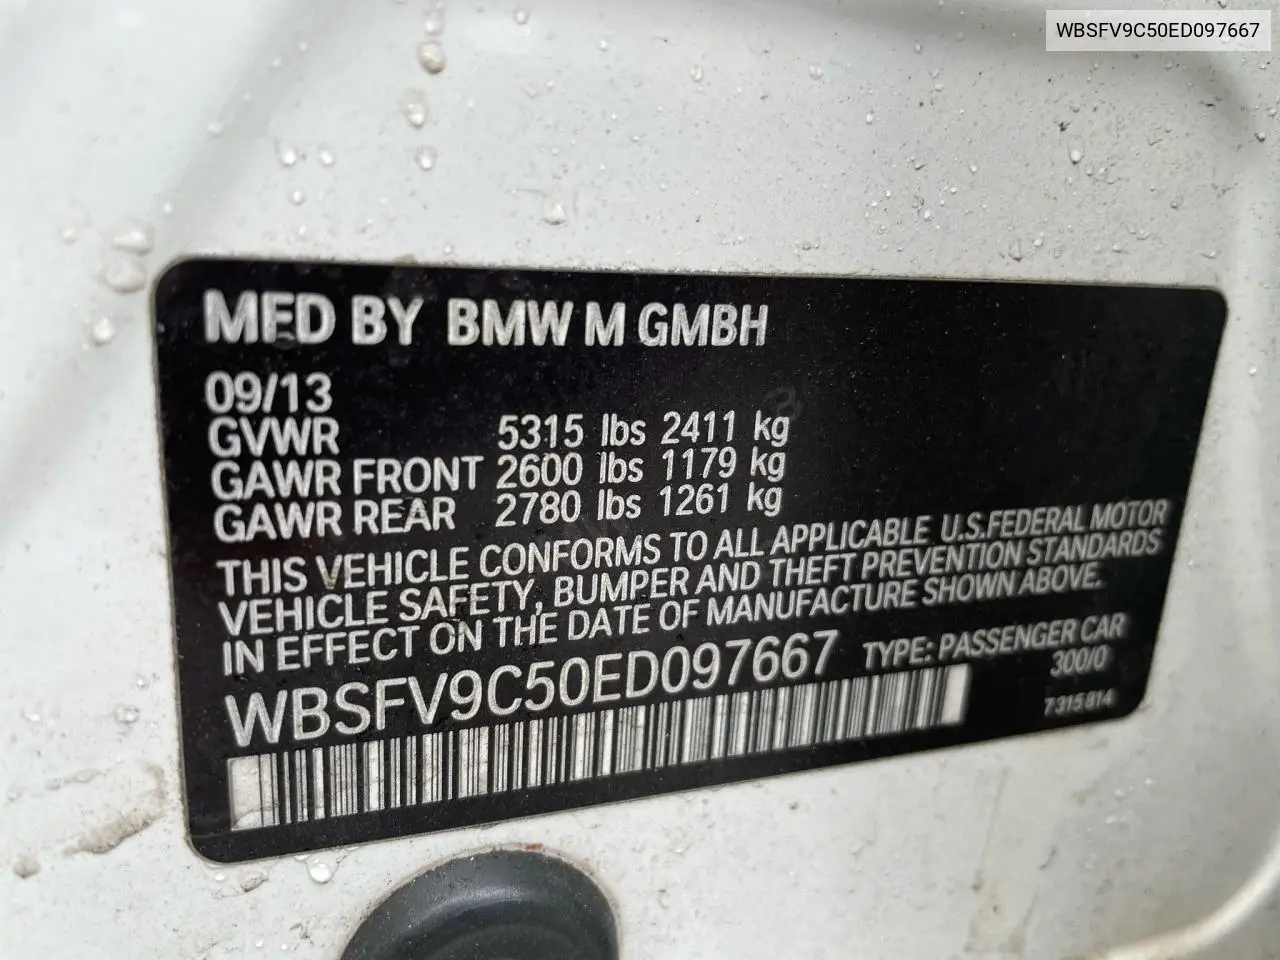 WBSFV9C50ED097667
MFD BY BMW M GMBH
09/13
GVWR 5315 lbs 2411 kg
GAWR FRONT 2600 lbs 1179 kg
GAWR REAR 2780 lbs 1261 kg
THIS VEHICLE CONFORMS TO ALL APPLICABLE U.S.FEDERAL MOTOR
VEHICLE SAFETY, BUMPER AND THEFT PREVENTION STANDARDS
IN EFFECT ON THE DATE OF MANUFACTURE SHOWN ABOVE.
WBSFV9C50ED097667 TYPE: PASSENGER CAR
300/0
7 315 814